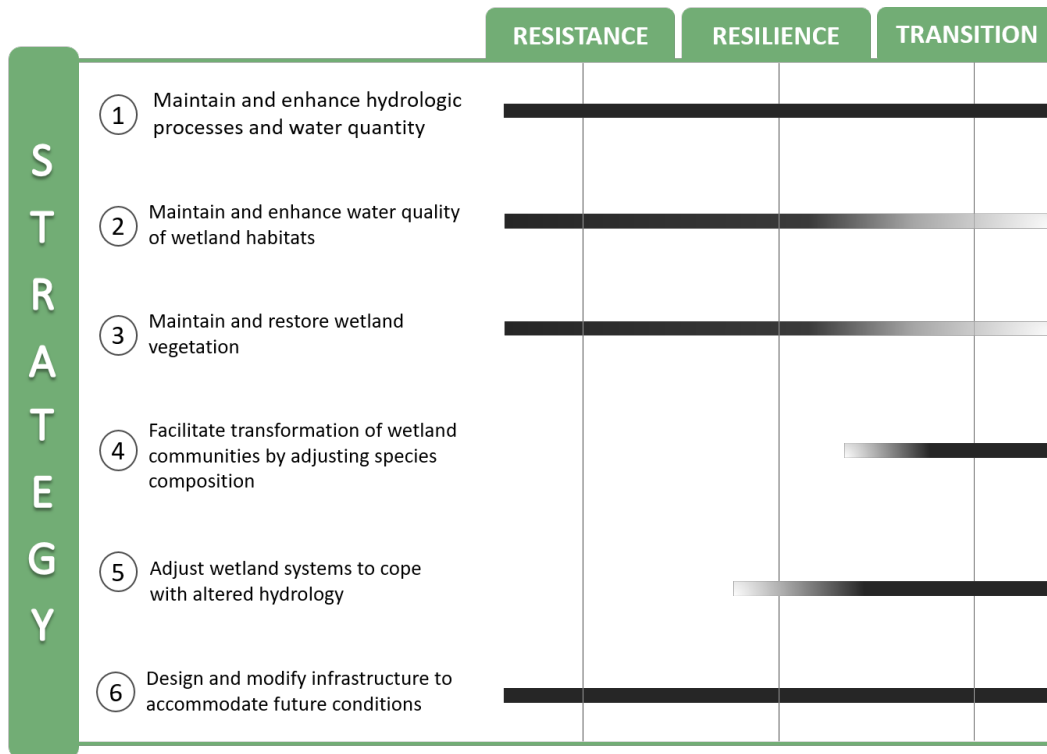 RESISTANCE RESILIENCE TRANSITION
STRATEGY
1 Maintain and enhance hydrologic
processes and water quantity
2 Maintain and enhance water quality
of wetland habitats
3 Maintain and restore wetland
vegetation
4 Facilitate transformation of wetland
communities by adjusting species
composition
5 Adjust wetland systems to cope
with altered hydrology
6 Design and modify infrastructure to
accommodate future conditions